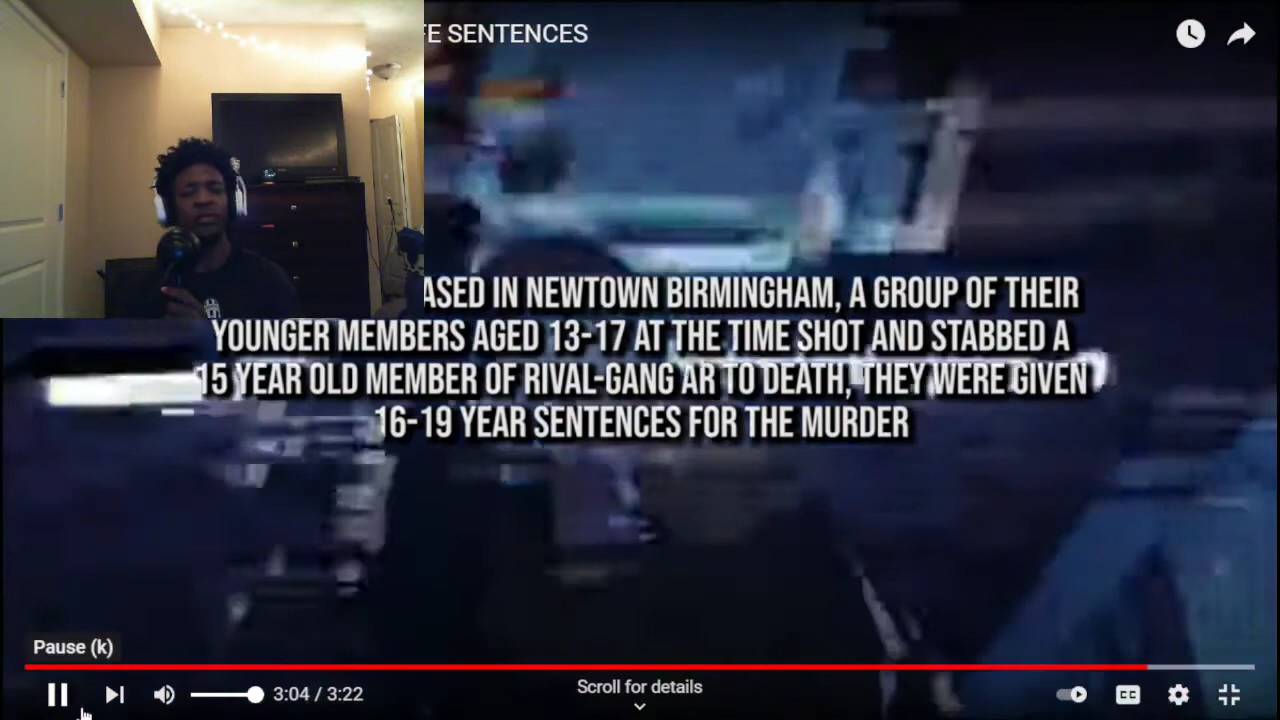 FE SENTENCES
ASED IN NEWTOWN BIRMINGHAM, A GROUP OF THEIR
YOUNGER MEMBERS AGED 13-17 AT THE TIME SHOT AND STABBED A
15 YEAR OLD MEMBER OF RIVAL-GANG AR TO DEATH, THEY WERE GIVEN
16-19 YEAR SENTENCES FOR THE MURDER
Pause (k)
3:04 / 3:22
Scroll for details
CC